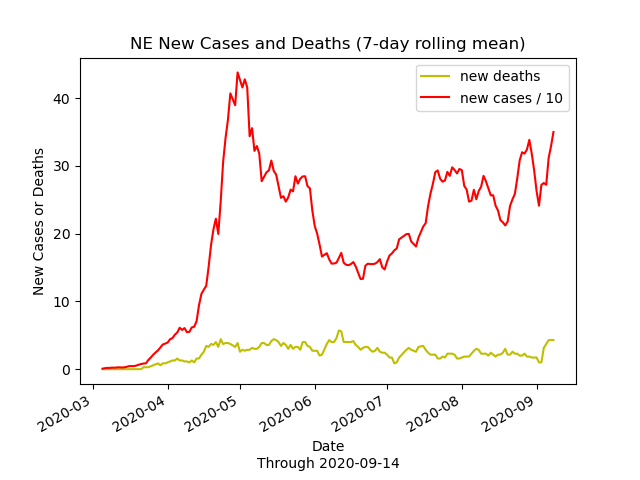 NE New Cases and Deaths (7-day rolling mean)
new deaths
new cases / 10
New Cases or Deaths
40
30
20
10
0
2020-03
2020-04
2020-05
2020-06
2020-07
2020-08
2020-09
Date
Through 2020-09-14